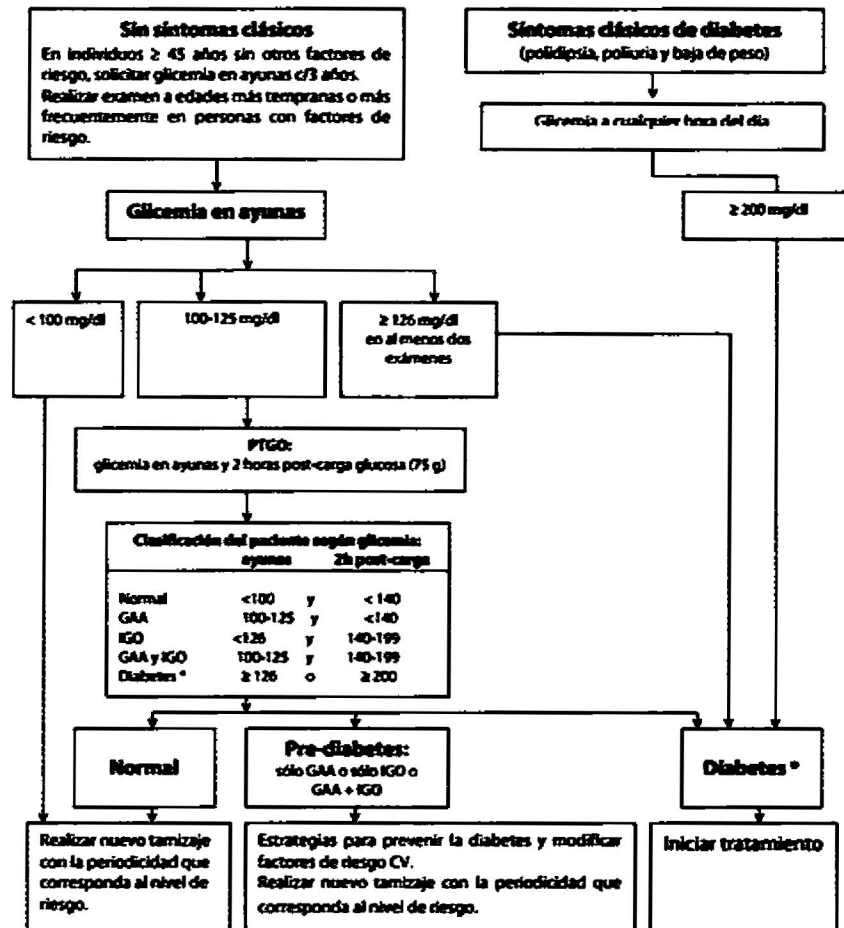 Sin síntomas clásicos
En individuos ≥ 45 años sin otros factores de
riesgo, solicitar glicemia en ayunas c/3 años.
Realizar examen a edades más tempranas o más
frecuentemente en personas con factores de
riesgo.
Síntomas clásicos de diabetes
(polidipsia, poliuria y baja de peso)
Glicemia a cualquier hora del día
≥ 200 mg/dl
Glicemia en ayunas
< 100 mg/dl
100-125 mg/dl
≥ 126 mg/dl
en al menos dos
exámenes
PTGO:
glicemia en ayunas y 2 horas post-carga glucosa (75 g)
Clasificación del paciente según glicemia:
ayunas 2h post-carga
Normal <100 y < 140
GAA 100-125 y <140
IGO <126 y 140-199
GAA y IGO 100-125 y 140-199
Diabetes * ≥ 126 o ≥ 200
Normal
Pre-diabetes:
sólo GAA o sólo IGO o
GAA + IGO
Diabetes *
Realizar nuevo tamizaje
con la periodicidad que
corresponda al nivel de
riesgo.
Estrategias para prevenir la diabetes y modificar
factores de riesgo CV.
Realizar nuevo tamizaje con la periodicidad que
corresponda al nivel de riesgo.
Iniciar tratamiento